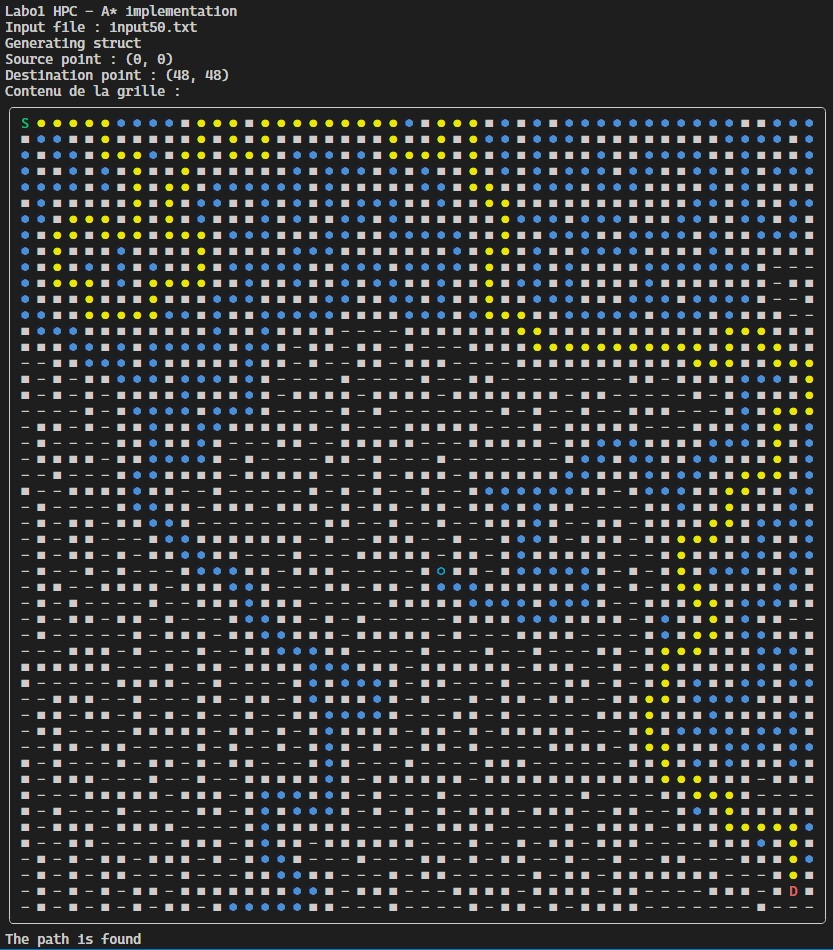 Labo1 HPC - A* implementation
Input file : input50.txt
Generating struct
Source point : (0, 0)
Destination point : (48, 48)
Contenu de la grille :
S
D
The path is found